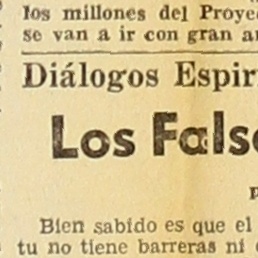 los millones del Proye
se van a ir con gran a
Diálogos Espir
Los Fals
Bien sabido es que el
tu no tiene barreras ni